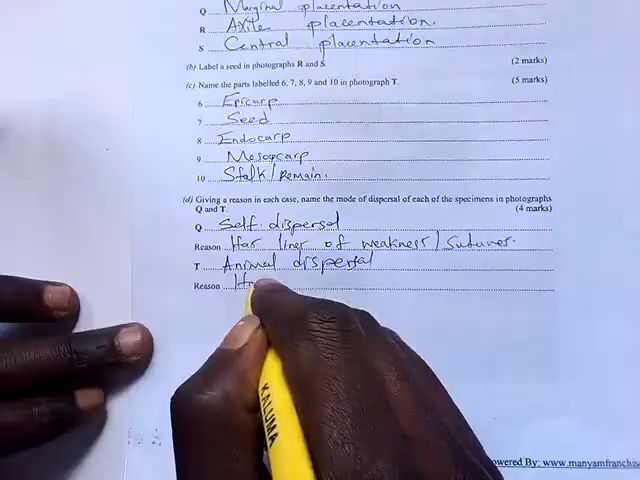 Q Marginal placentation
R Axile placentation.
S Central placentation
(b) Label a seed in photographs R and S. (2 marks)
(c) Name the parts labelled 6, 7, 8, 9 and 10 in photograph T. (5 marks)
6 Epicarp
7 Seed
8 Endocarp
9 Mesocarp
10 Stalk/Remain.
(d) Giving a reason in each case, name the mode of dispersal of each of the specimens in photographs
Q and T. (4 marks)
Q Self-dispersal
Reason Has lines of weakness/Sutures.
T Animal dispersal
Reason
KALUMA
owered By: www.manyamfranchis